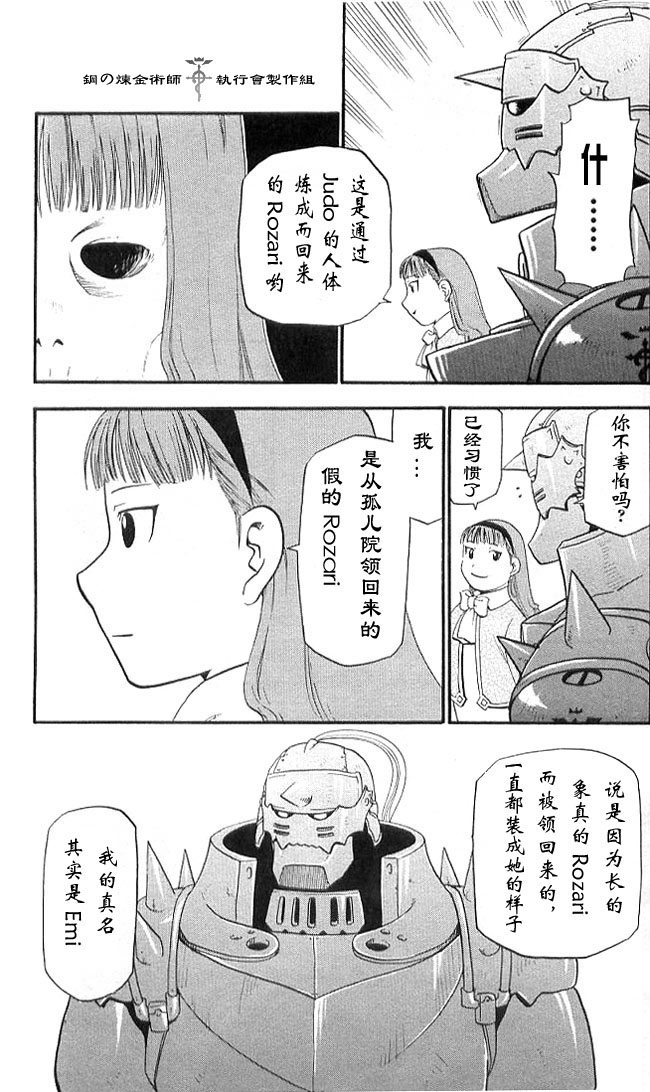 鋼の煉金術師 執行會製作組
什……
这是通过
Judo 的人体
炼成而回来
的 Rozari 哟
你不害怕吗?
已经习惯了
我…
是从孤儿院领回来的
假的 Rozari
说是因为长的
象真的 Rozari
而被领回来的,
一直都装成她的样子
我的真名
其实是 Emi